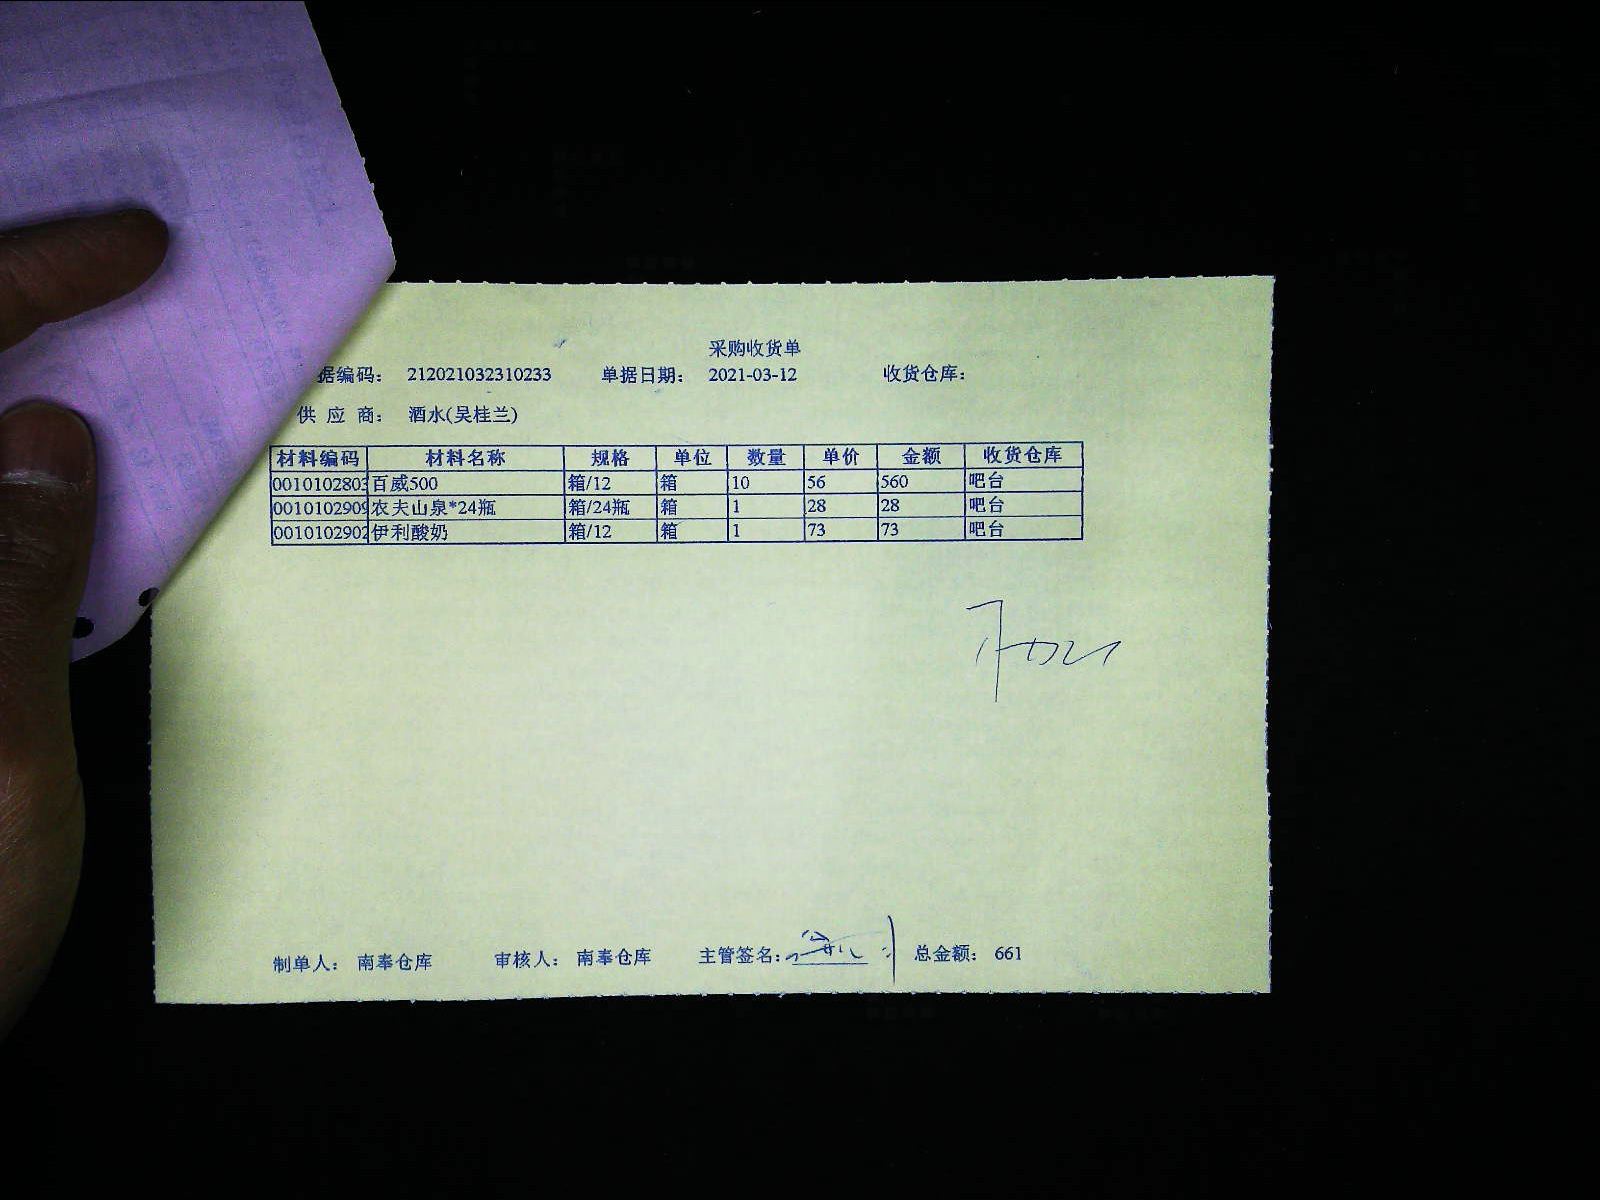 采购收货单
据编码： 212021032310233 单据日期： 2021-03-12 收货仓库：
供 应 商： 酒水(吴桂兰)
材料编码 材料名称 规格 单位 数量 单价 金额 收货仓库
0010102803 百威500 箱/12 箱 10 56 560 吧台
0010102909 农夫山泉*24瓶 箱/24瓶 箱 1 28 28 吧台
0010102902 伊利酸奶 箱/12 箱 1 73 73 吧台
制单人： 南奉仓库 审核人： 南奉仓库 主管签名： 总金额： 661